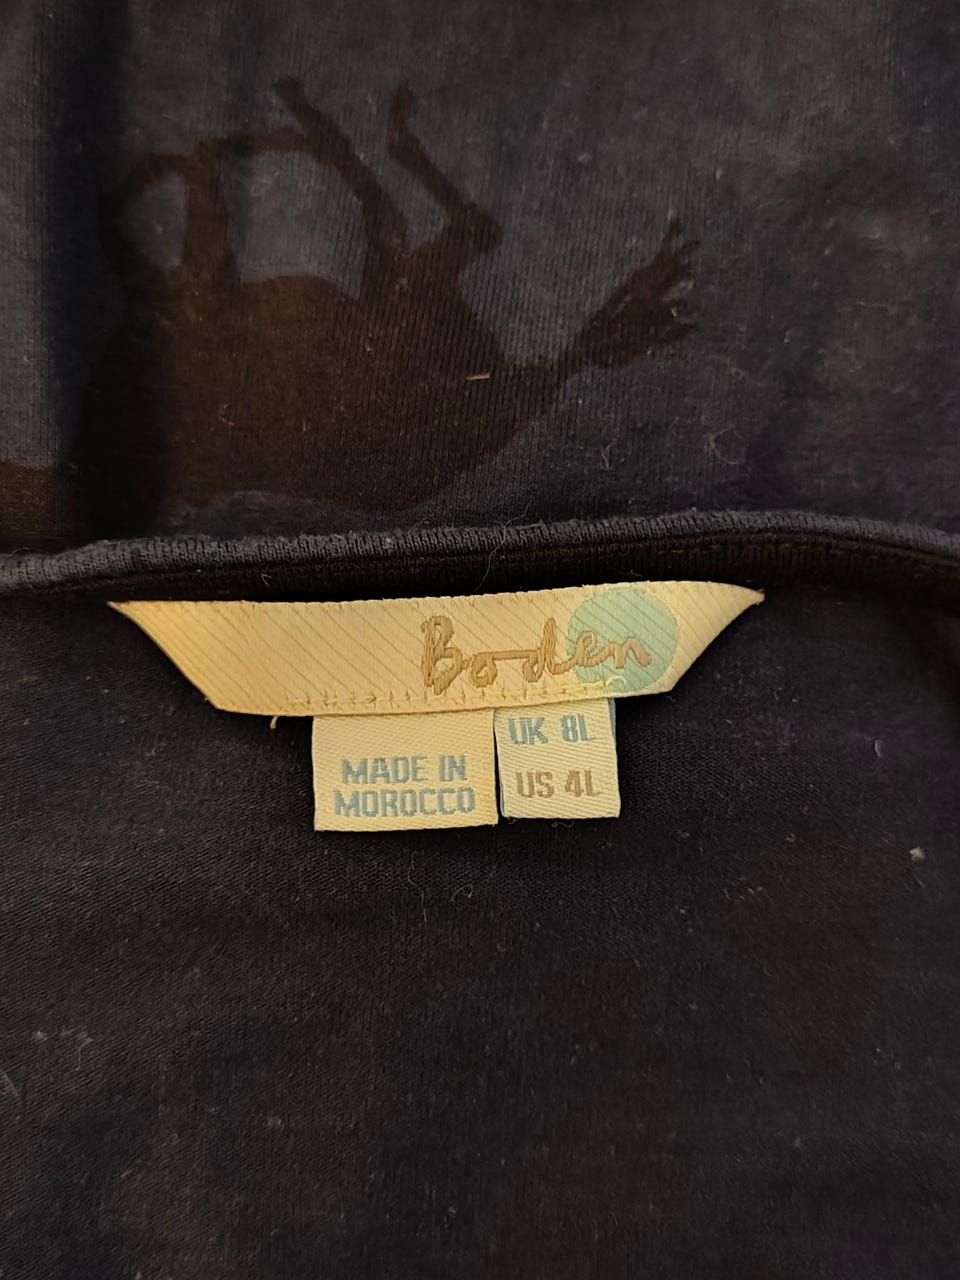 Boden
MADE IN
MOROCCO
UK 8L
US 4L